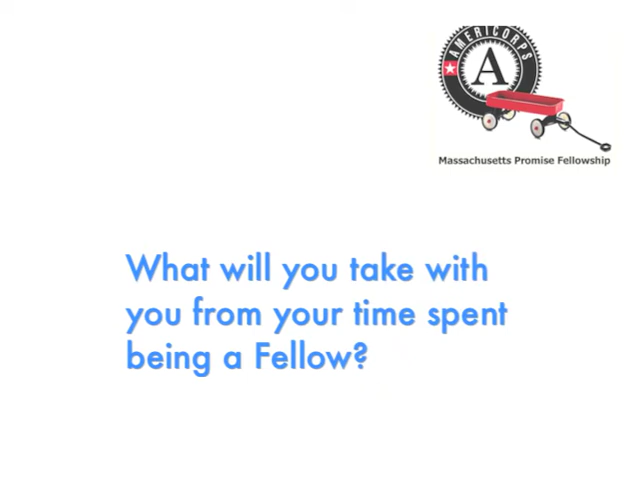 AMERICORPS
A
Massachusetts Promise Fellowship
What will you take with
you from your time spent
being a Fellow?